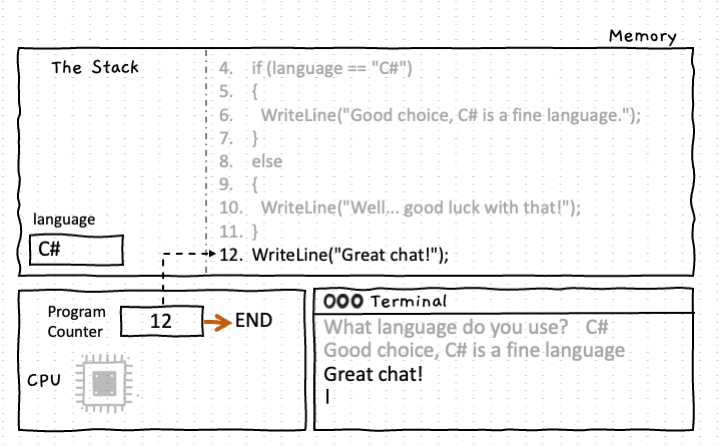 Memory
The Stack
4. if (language == "C#")
5. {
6. WriteLine("Good choice, C# is a fine language.");
7. }
8. else
9. {
10. WriteLine("Well... good luck with that!");
11. }
12. WriteLine("Great chat!");
language
C#
Program
Counter
12
END
CPU
Terminal
What language do you use? C#
Good choice, C# is a fine language
Great chat!